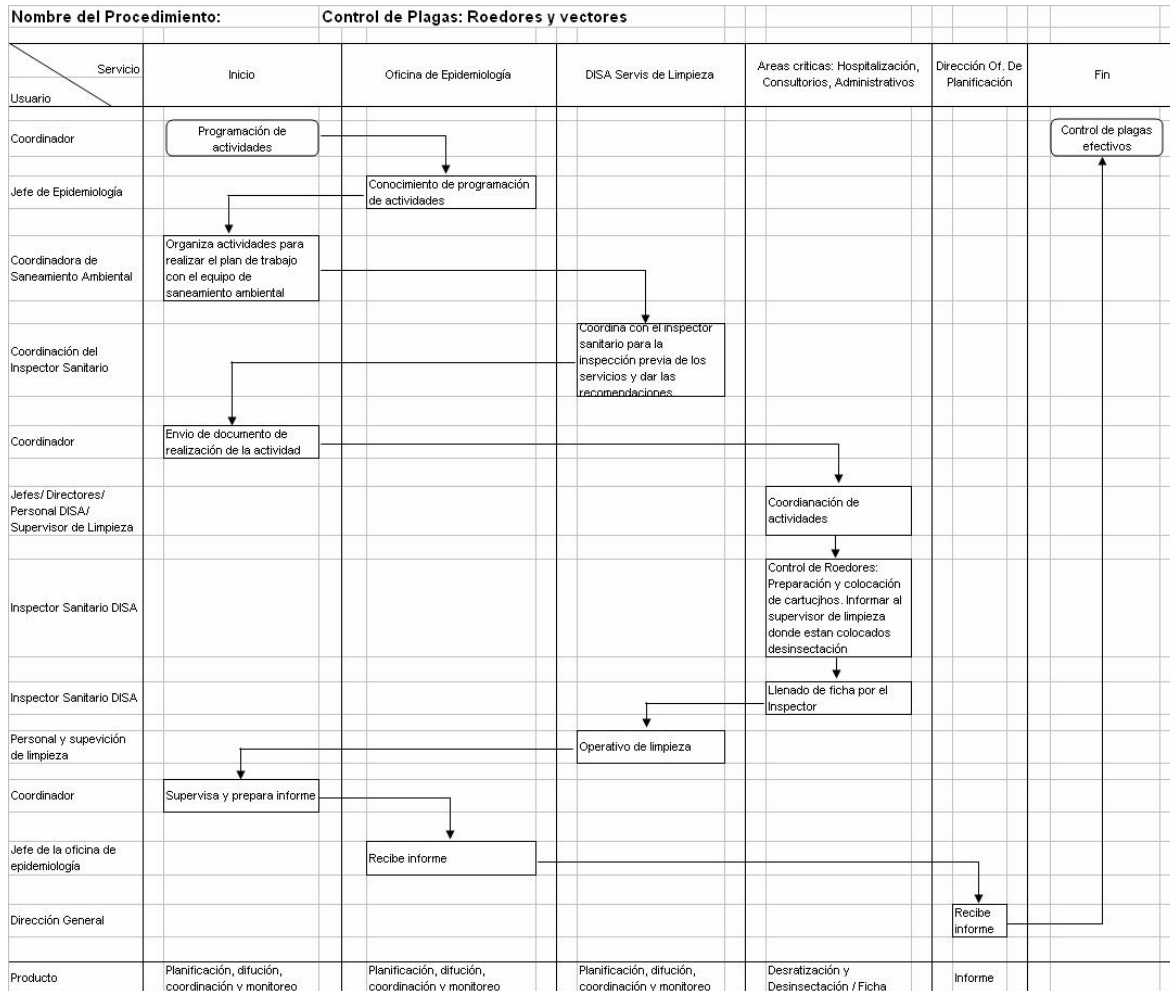 Nombre del Procedimiento: Control de Plagas: Roedores y vectores
Servicio
Usuario
Inicio
Oficina de Epidemiología
DISA Servis de Limpieza
Areas criticas: Hospitalización,
Consultorios, Administrativos
Dirección Of. De
Planificación
Fin
Coordinador
Programación de
actividades
Control de plagas
efectivos
Jefe de Epidemiología
Conocimiento de programación
de actividades
Coordinadora de
Saneamiento Ambiental
Organiza actividades para
realizar el plan de trabajo
con el equipo de
saneamiento ambiental
Coordinación del
Inspector Sanitario
Coordina con el inspector
sanitario para la
inspección previa de los
servicios y dar las
recomendaciones
Coordinador
Envio de documento de
realización de la actividad
Jefes/ Directores/
Personal DISA/
Supervisor de Limpieza
Coordianación de
actividades
Inspector Sanitario DISA
Control de Roedores:
Preparación y colocación
de cartucjhos. Informar al
supervisor de limpieza
donde estan colocados
desinsectación
Inspector Sanitario DISA
Llenado de ficha por el
Inspector
Personal y supevición
de limpieza
Operativo de limpieza
Coordinador
Supervisa y prepara informe
Jefe de la oficina de
epidemiología
Recibe informe
Dirección General
Recibe
informe
Producto
Planificación, difución,
coordinación y monitoreo
Planificación, difución,
coordinación y monitoreo
Planificación, difución,
coordinación y monitoreo
Desratización y
Desinsectación / Ficha
Informe